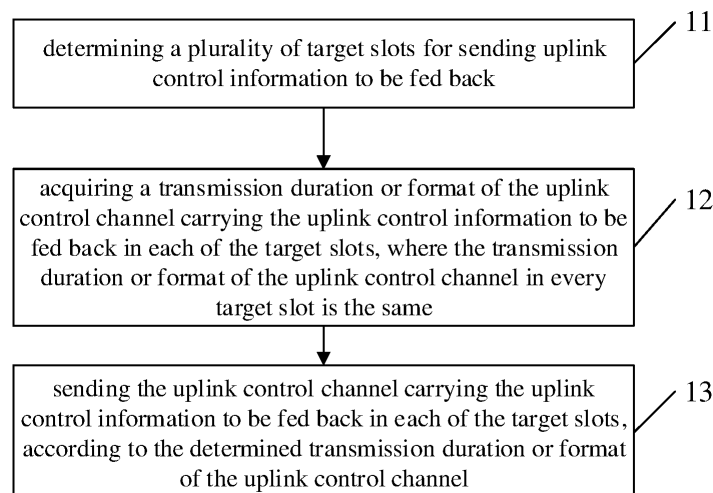 11
determining a plurality of target slots for sending uplink
control information to be fed back
12
acquiring a transmission duration or format of the uplink
control channel carrying the uplink control information to be
fed back in each of the target slots, where the transmission
duration or format of the uplink control channel in every
target slot is the same
13
sending the uplink control channel carrying the uplink
control information to be fed back in each of the target slots,
according to the determined transmission duration or format
of the uplink control channel